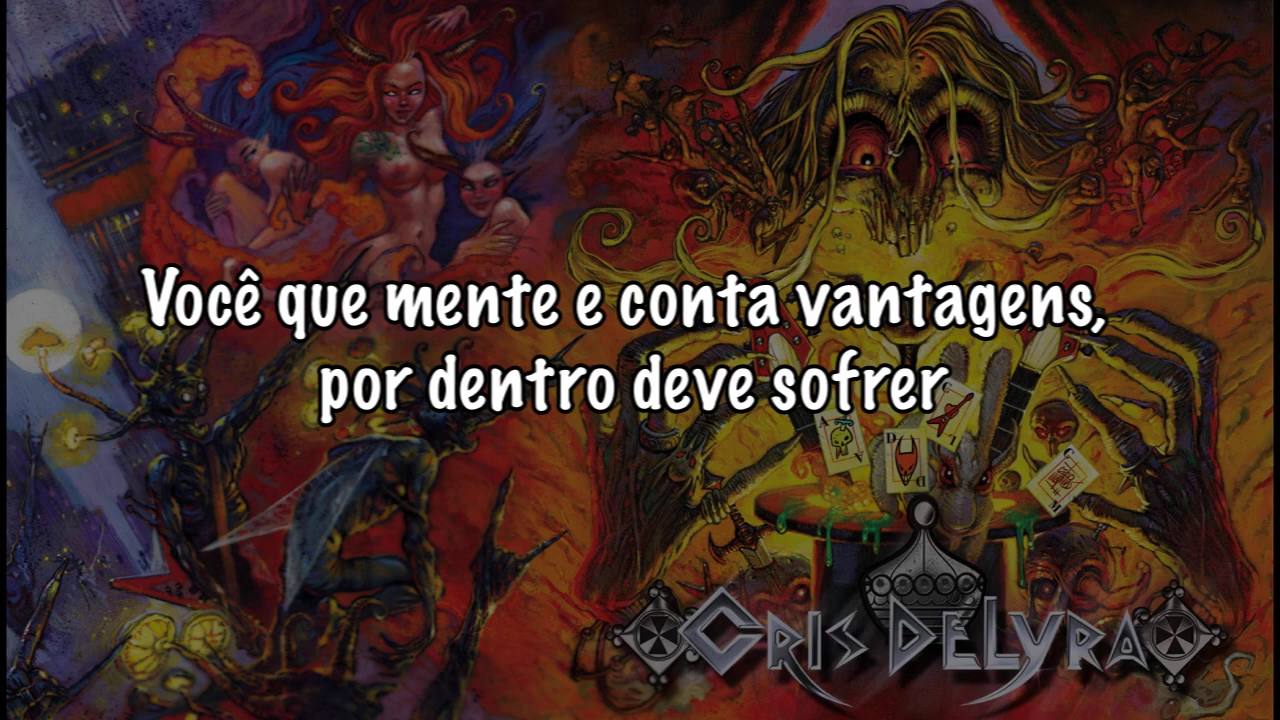 Você que mente e conta vantagens,
por dentro deve sofrer
CRIS DELYRA